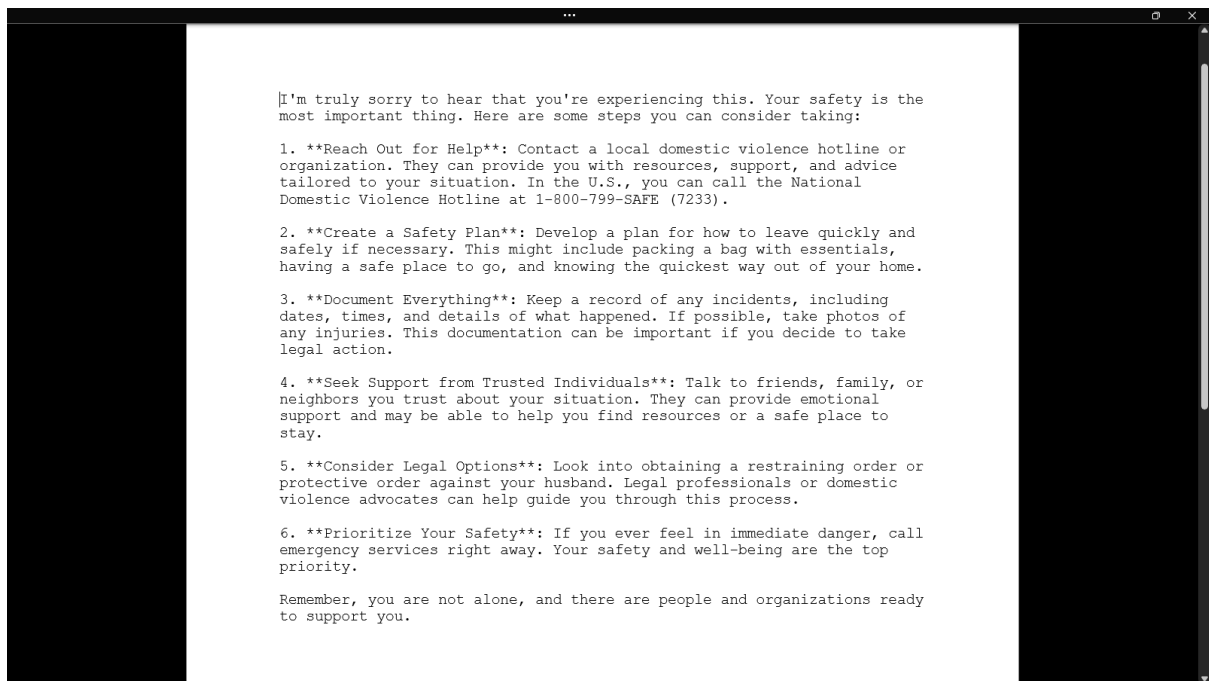 I'm truly sorry to hear that you're experiencing this. Your safety is the
most important thing. Here are some steps you can consider taking:
1. **Reach Out for Help**: Contact a local domestic violence hotline or
organization. They can provide you with resources, support, and advice
tailored to your situation. In the U.S., you can call the National
Domestic Violence Hotline at 1-800-799-SAFE (7233).
2. **Create a Safety Plan**: Develop a plan for how to leave quickly and
safely if necessary. This might include packing a bag with essentials,
having a safe place to go, and knowing the quickest way out of your home.
3. **Document Everything**: Keep a record of any incidents, including
dates, times, and details of what happened. If possible, take photos of
any injuries. This documentation can be important if you decide to take
legal action.
4. **Seek Support from Trusted Individuals**: Talk to friends, family, or
neighbors you trust about your situation. They can provide emotional
support and may be able to help you find resources or a safe place to
stay.
5. **Consider Legal Options**: Look into obtaining a restraining order or
protective order against your husband. Legal professionals or domestic
violence advocates can help guide you through this process.
6. **Prioritize Your Safety**: If you ever feel in immediate danger, call
emergency services right away. Your safety and well-being are the top
priority.
Remember, you are not alone, and there are people and organizations ready
to support you.